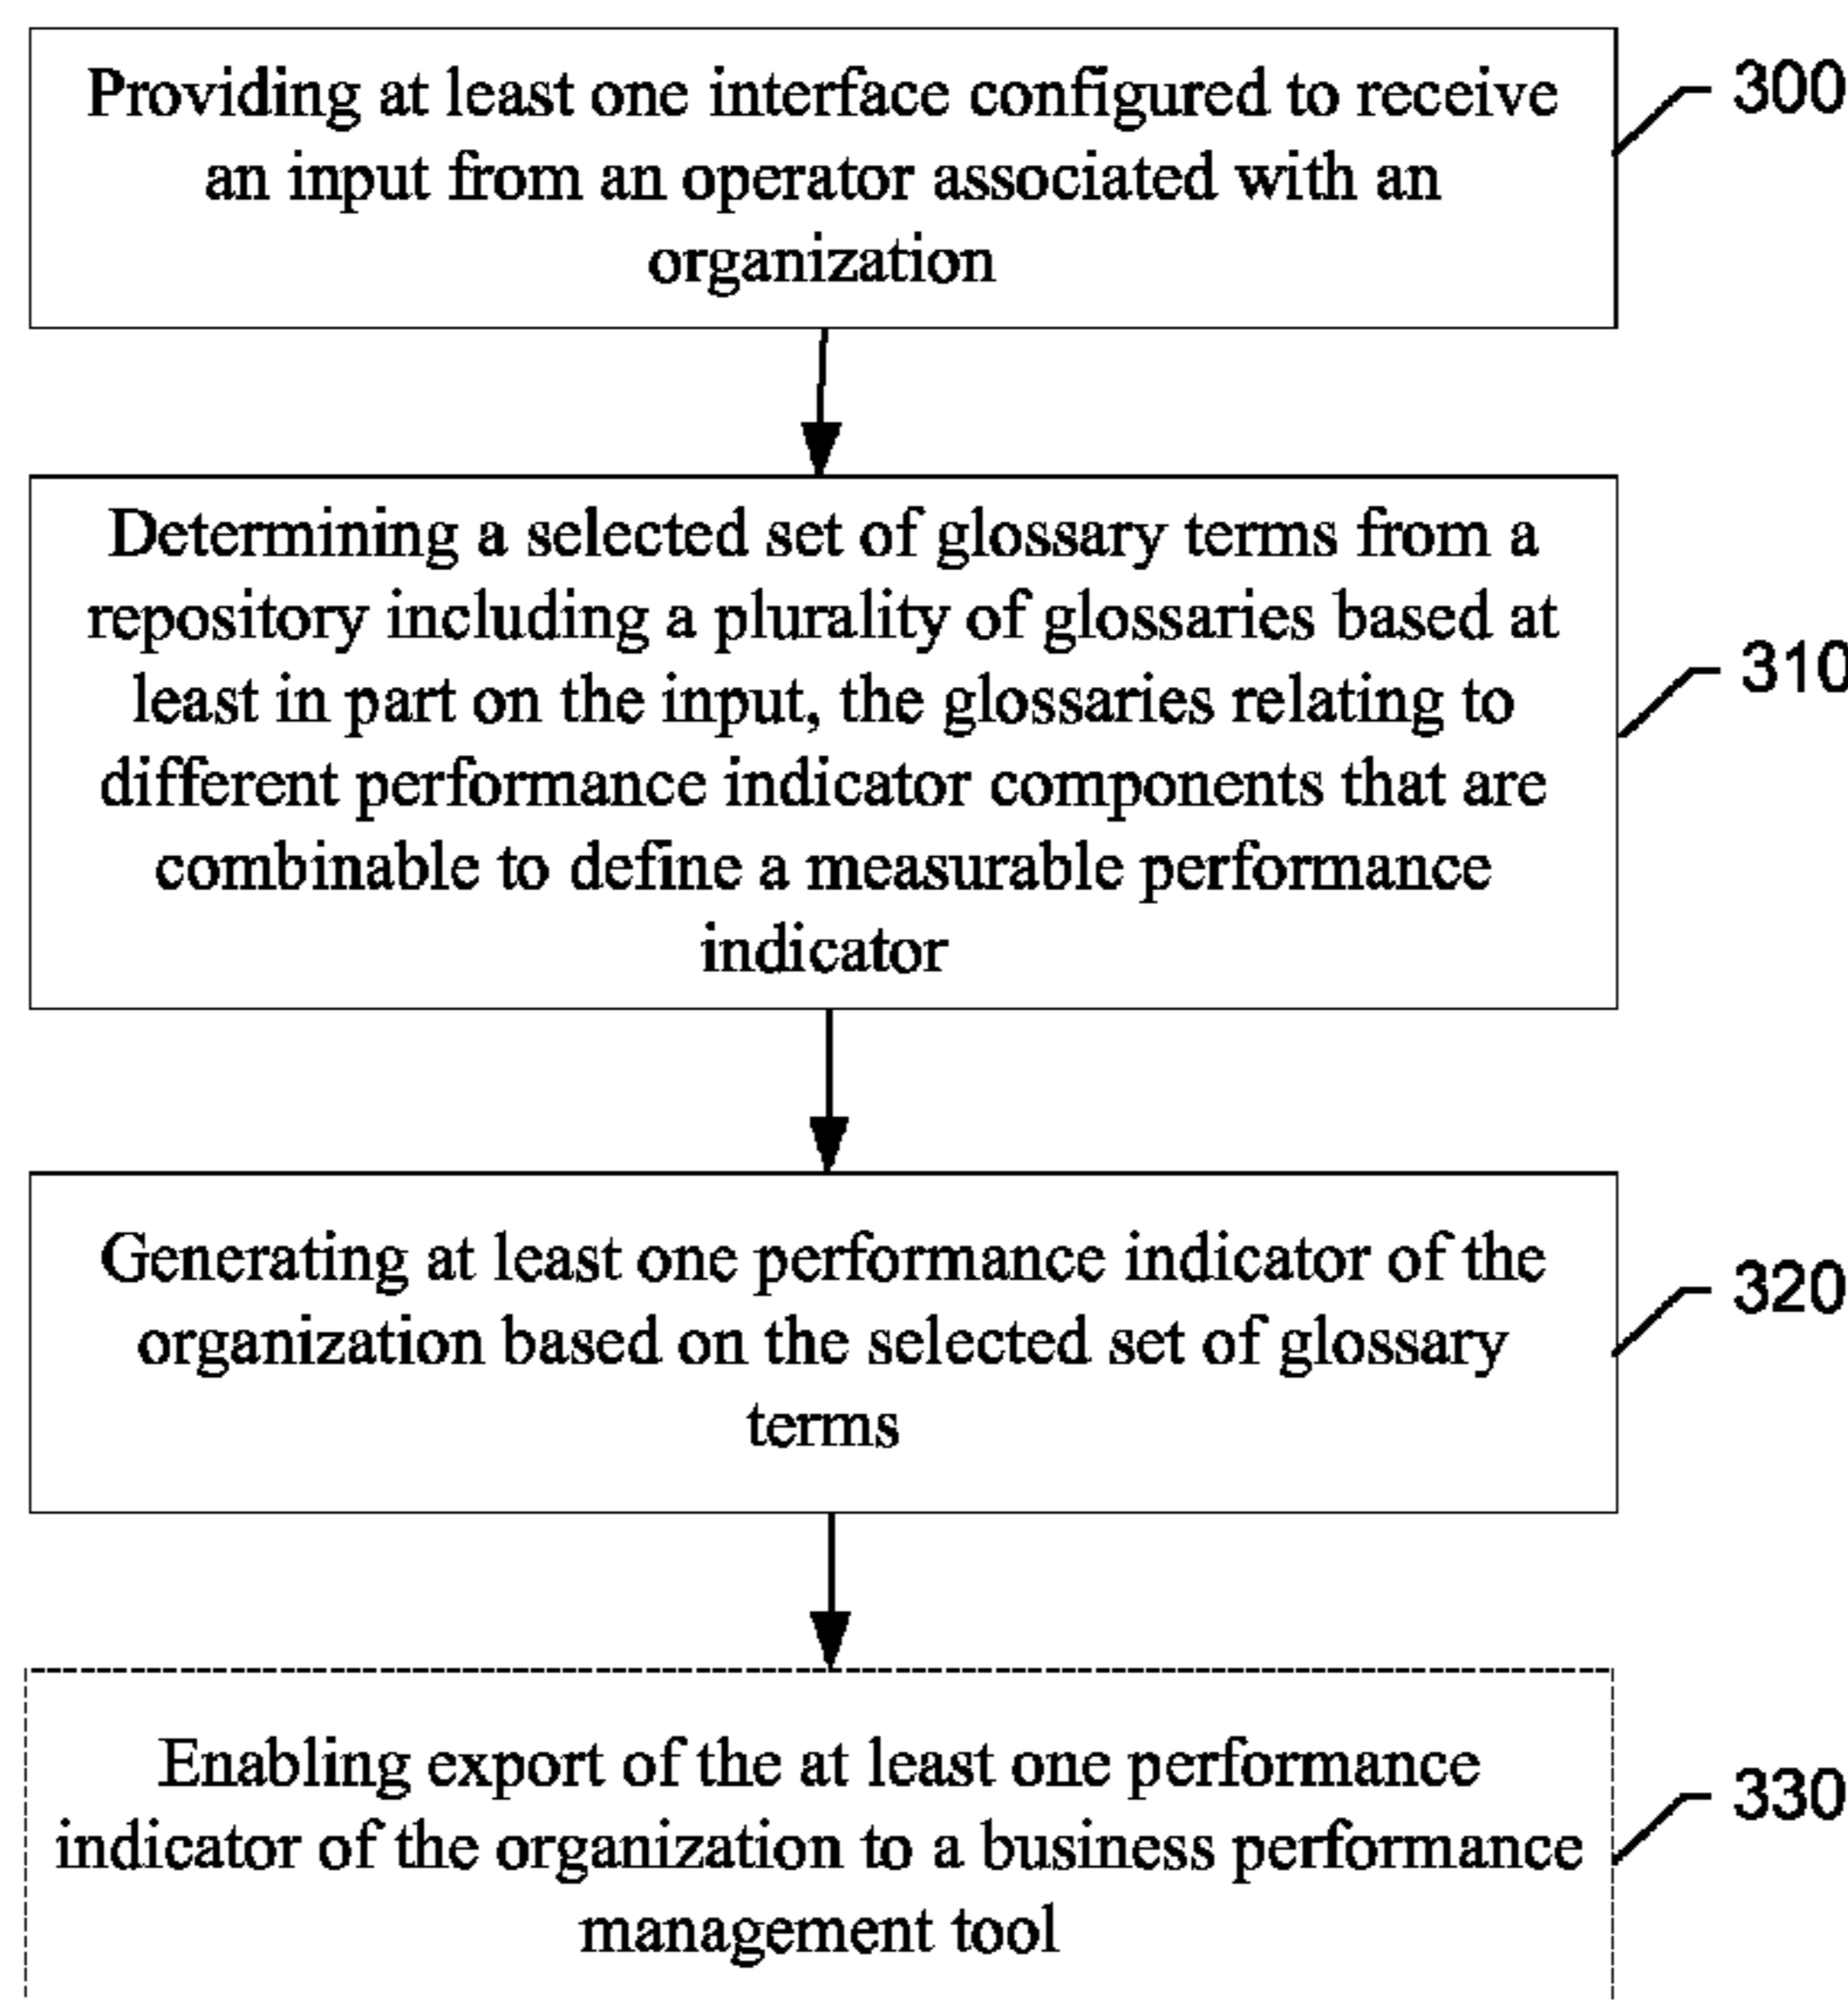 Providing at least one interface configured to receive
an input from an operator associated with an
organization
300
Determining a selected set of glossary terms from a
repository including a plurality of glossaries based at
least in part on the input, the glossaries relating to
different performance indicator components that are
combinable to define a measurable performance
indicator
310
Generating at least one performance indicator of the
organization based on the selected set of glossary
terms
320
Enabling export of the at least one performance
indicator of the organization to a business performance
management tool
330